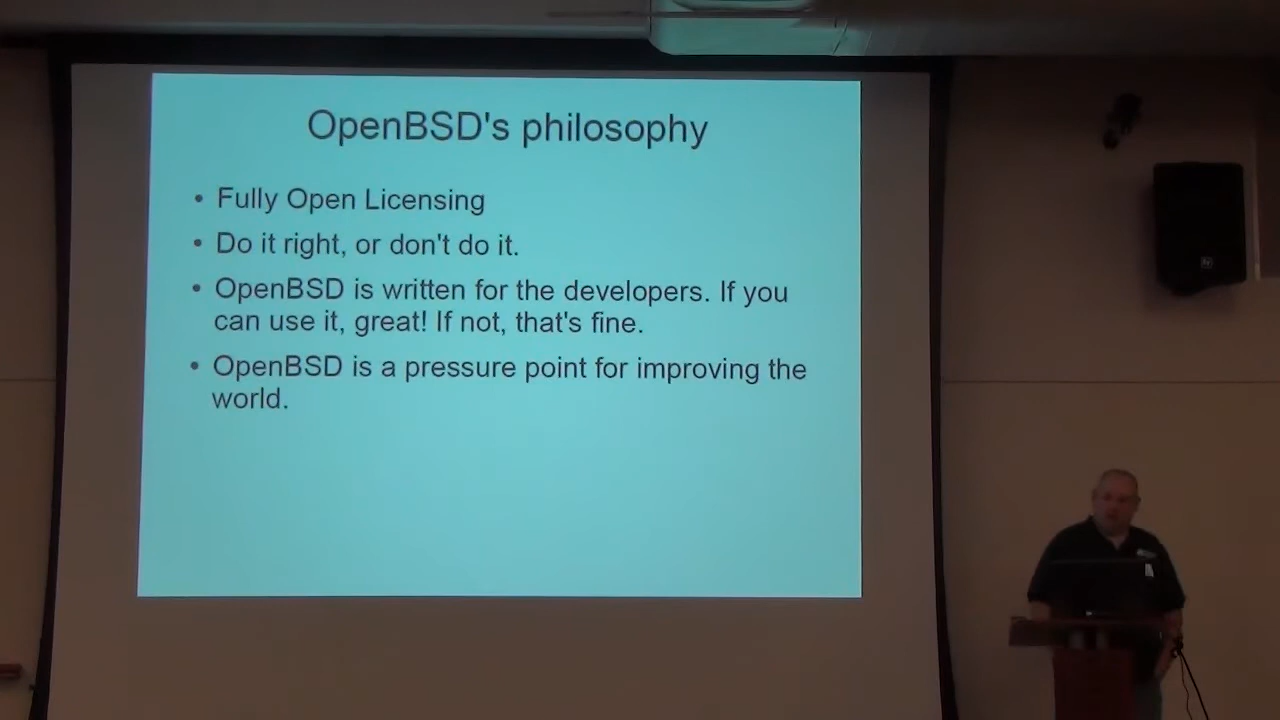 OpenBSD's philosophy
• Fully Open Licensing
• Do it right, or don't do it.
• OpenBSD is written for the developers. If you
can use it, great! If not, that's fine.
• OpenBSD is a pressure point for improving the
world.